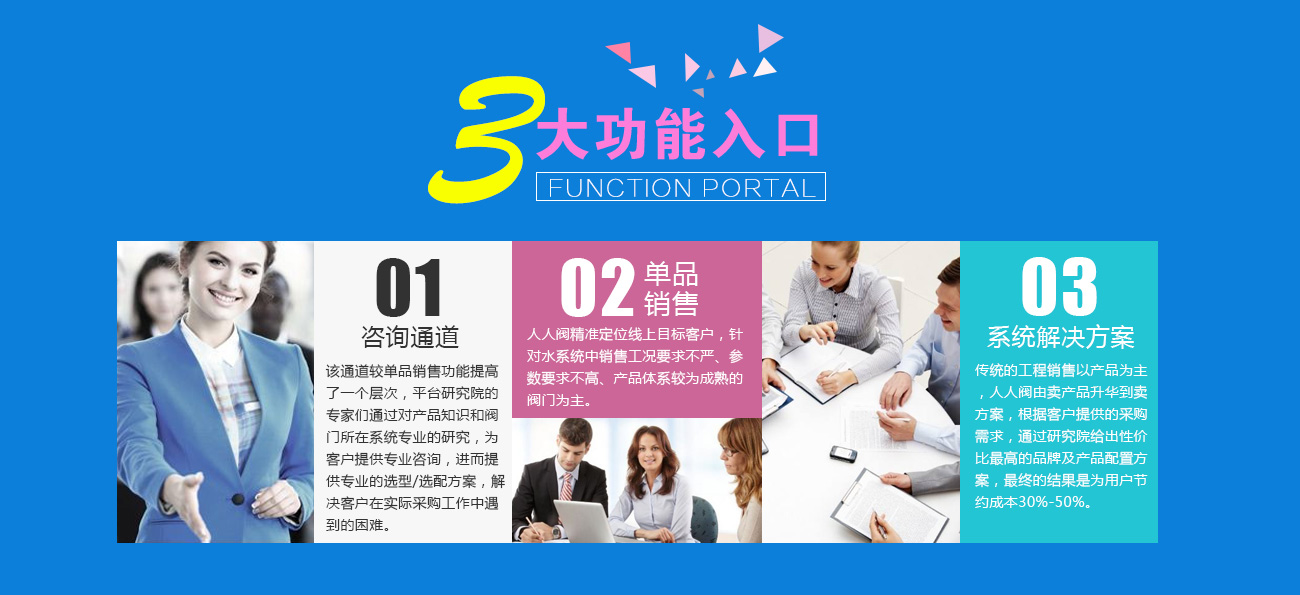 3大功能入口
FUNCTION PORTAL
01
咨询通道
该通道较单品销售功能提高
了一个层次，平台研究院的
专家们通过对产品知识和阀
门所在系统专业的研究，为
客户提供专业咨询，进而提
供专业的选型/选配方案，解
决客户在实际采购工作中遇
到的困难。
02 单品
销售
人人阀精准定位线上目标客户，针
对水系统中销售工况要求不严、参
数要求不高、产品体系较为成熟的
阀门为主。
03
系统解决方案
传统的工程销售以产品为主
，人人阀由卖产品升华到卖
方案，根据客户提供的采购
需求，通过研究院给出性价
比最高的品牌及产品配置方
案，最终的结果是为用户节
约成本30%-50%。